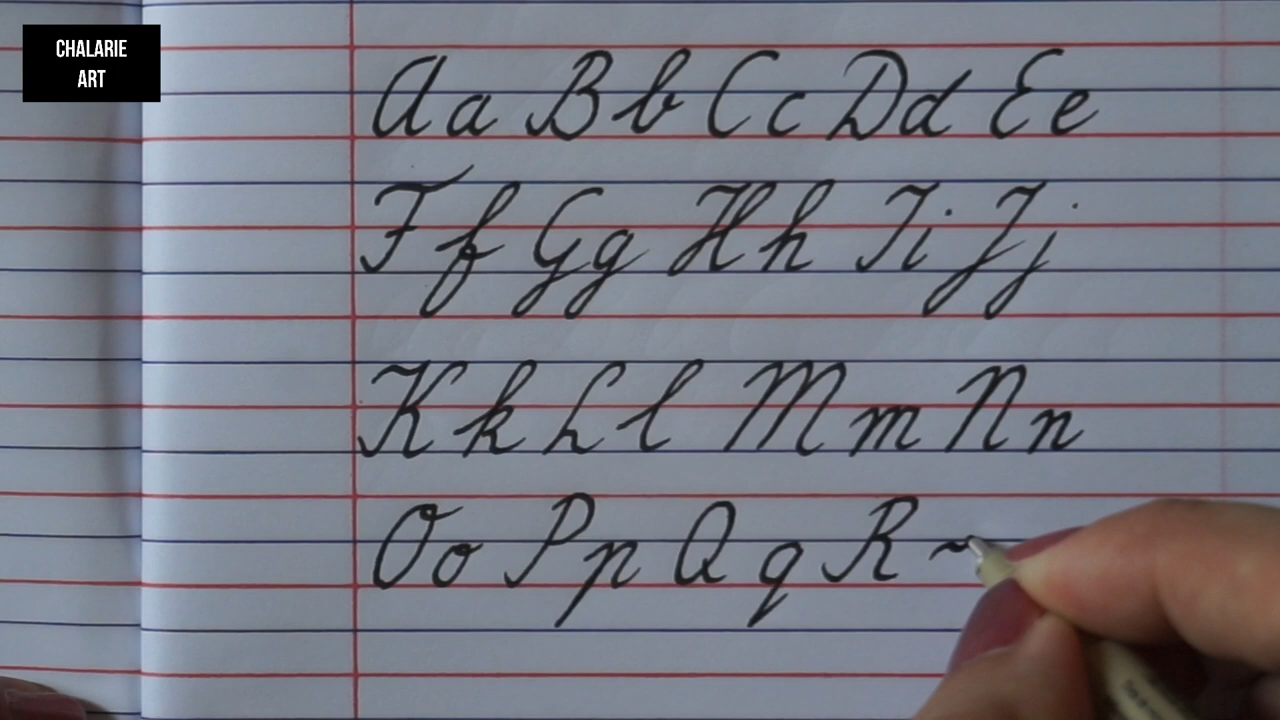 CHALARIE
ART
Aa Bb Cc Dd Ee
Ff Gg Hh Ii Jj
Kk Ll Mm Nn
Oo Pp Qq R